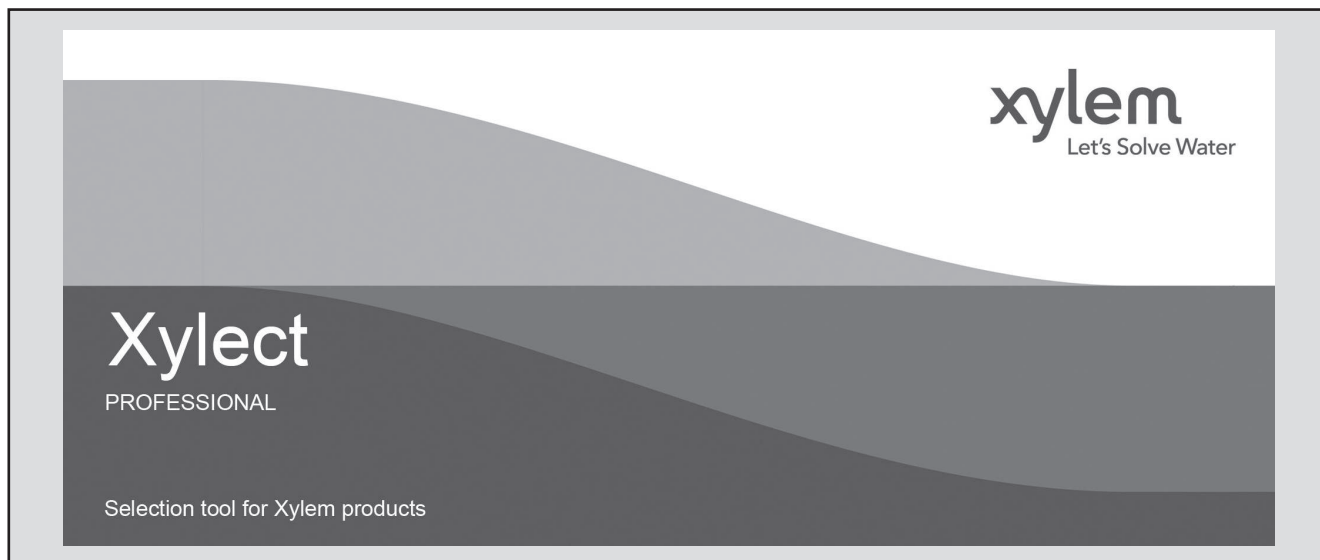 xylem
Let's Solve Water
Xylect
PROFESSIONAL
Selection tool for Xylem products